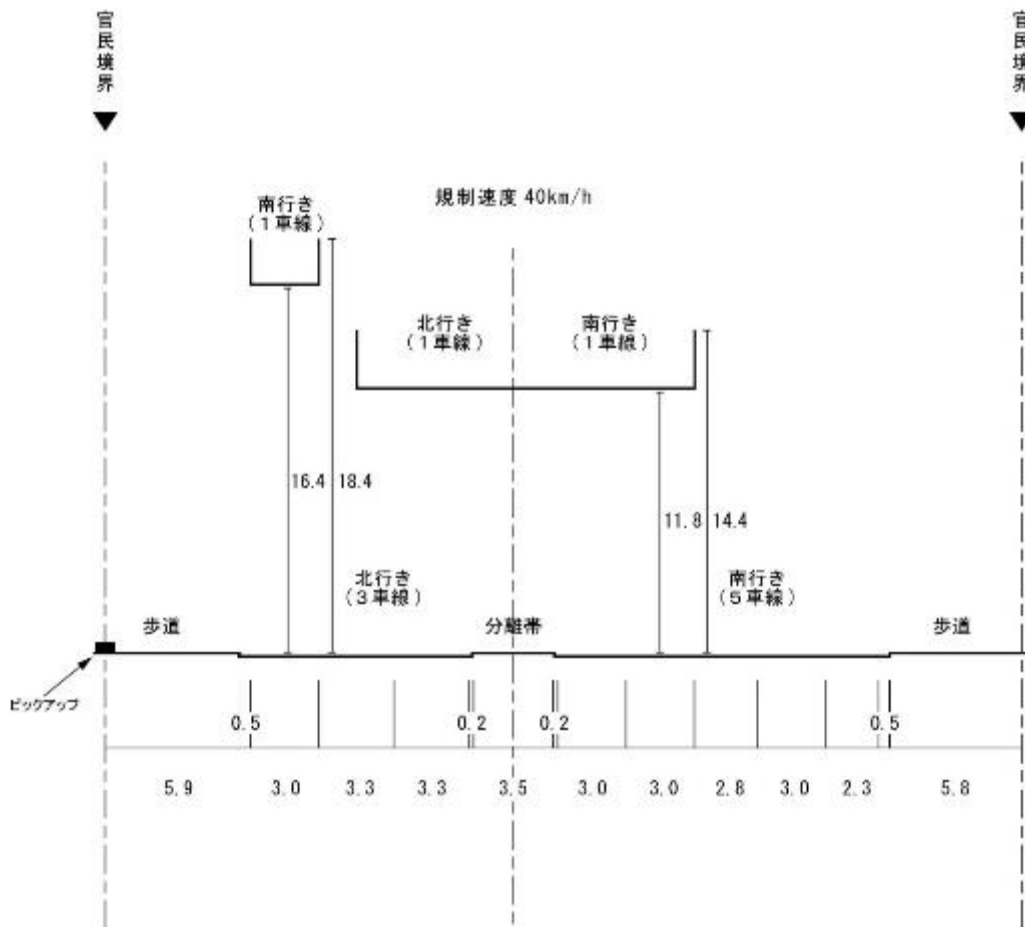 官民境界
官民境界
規制速度 40km/h
南行き
(1車線)
北行き
(1車線)
南行き
(1車線)
16.4
18.4
11.8
14.4
北行き
(3車線)
南行き
(5車線)
歩道
分離帯
歩道
ピックアップ
0.5
0.2
0.2
0.5
5.9
3.0
3.3
3.3
3.5
3.0
3.0
2.8
3.0
2.3
5.8